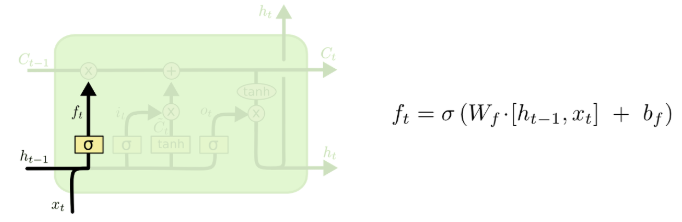 h_t
C_{t-1}
C_t
tanh
f_t
i_t
C̃_t
o_t
σ
σ
tanh
σ
h_{t-1}
h_t
x_t
f_t = σ (W_f · [h_{t-1}, x_t] + b_f)